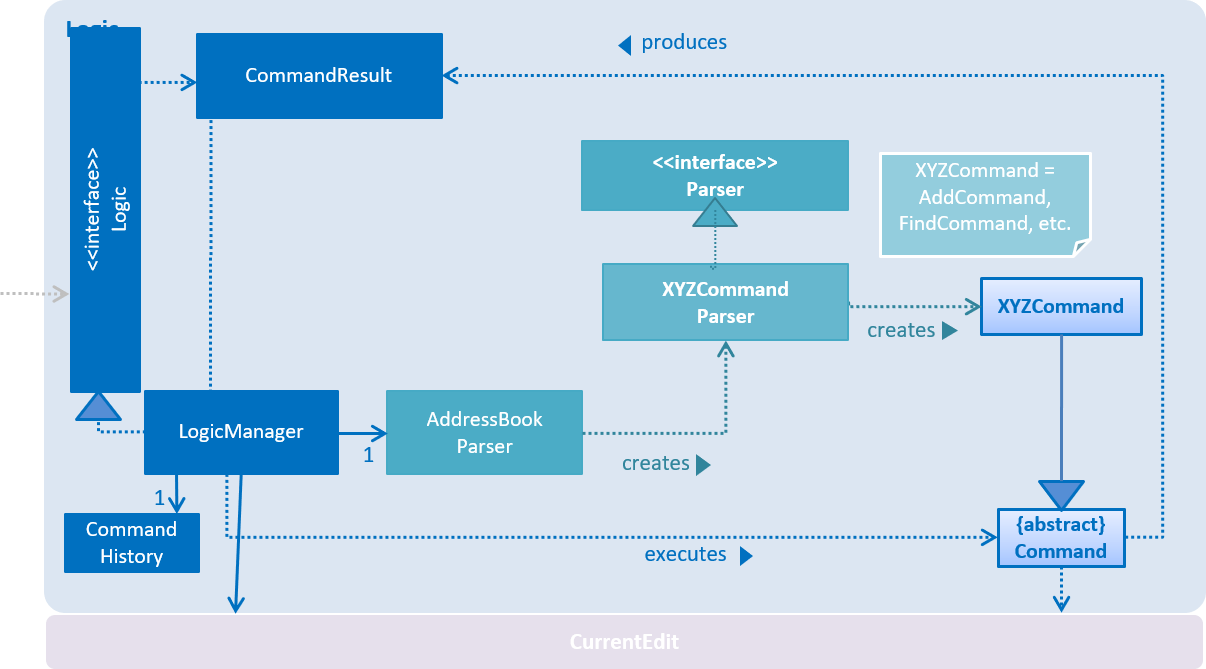 Logic
<<interface>>
Logic
CommandResult
produces
<<interface>>
Parser
XYZCommand =
AddCommand,
FindCommand, etc.
XYZCommand
Parser
creates
XYZCommand
LogicManager
1
AddressBook
Parser
creates
1
Command
History
executes
{abstract}
Command
CurrentEdit